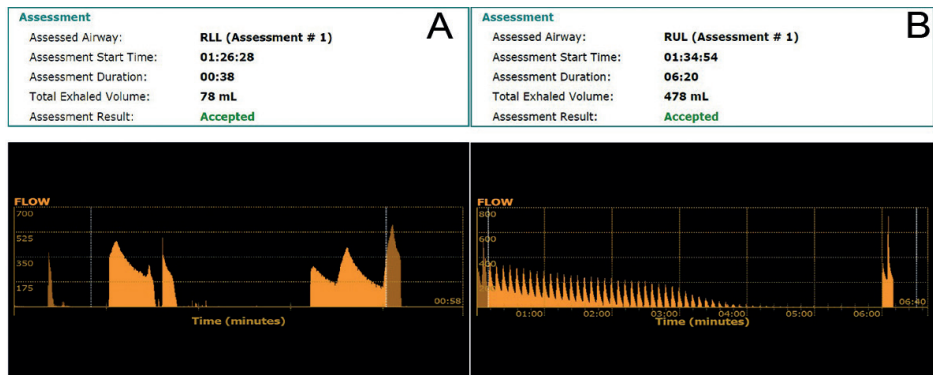 Assessment
A
Assessed Airway: RLL (Assessment # 1)
Assessment Start Time: 01:26:28
Assessment Duration: 00:38
Total Exhaled Volume: 78 mL
Assessment Result: Accepted
B
Assessment
Assessed Airway: RUL (Assessment # 1)
Assessment Start Time: 01:34:54
Assessment Duration: 06:20
Total Exhaled Volume: 478 mL
Assessment Result: Accepted
FLOW
700
525
350
175
00:58
Time (minutes)
FLOW
800
600
400
01:00 02:00 03:00 04:00 05:00 06:00 06:40
Time (minutes)